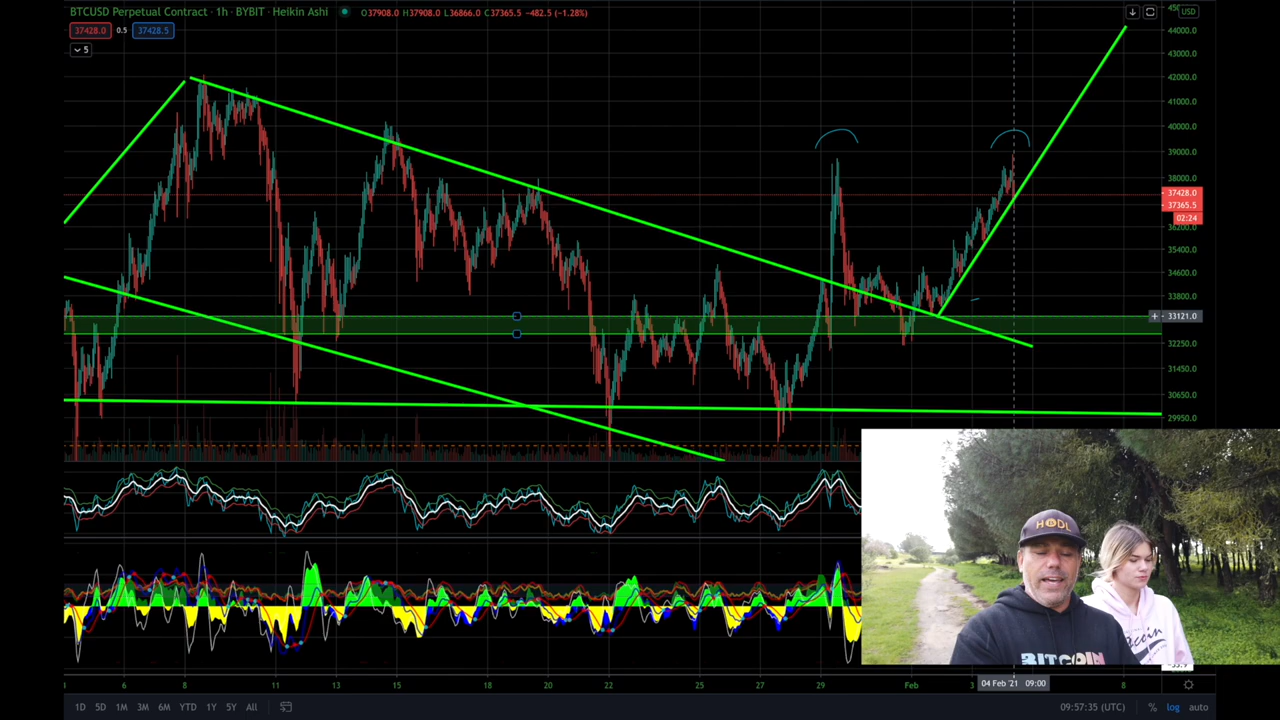 BTCUSD Perpetual Contract · 1h · BYBIT · Heikin Ashi O37908.0 H37908.0 L36866.0 C37365.5 -482.5 (-1.28%)
USD
37428.0 0.5 37428.5
5
44000.0
43000.0
42000.0
41000.0
40000.0
39000.0
38000.0
37428.0
37365.5
02:24
36200.0
35400.0
34600.0
33800.0
33121.0
32250.0
31450.0
30650.0
29950.0
HODL
BITCOIN
6 8 11 13 15 18 20 22 25 27 29 Feb 3 04 Feb '21 09:00 8
1D 5D 1M 3M 6M YTD 1Y 5Y All 09:57:35 (UTC) % log auto